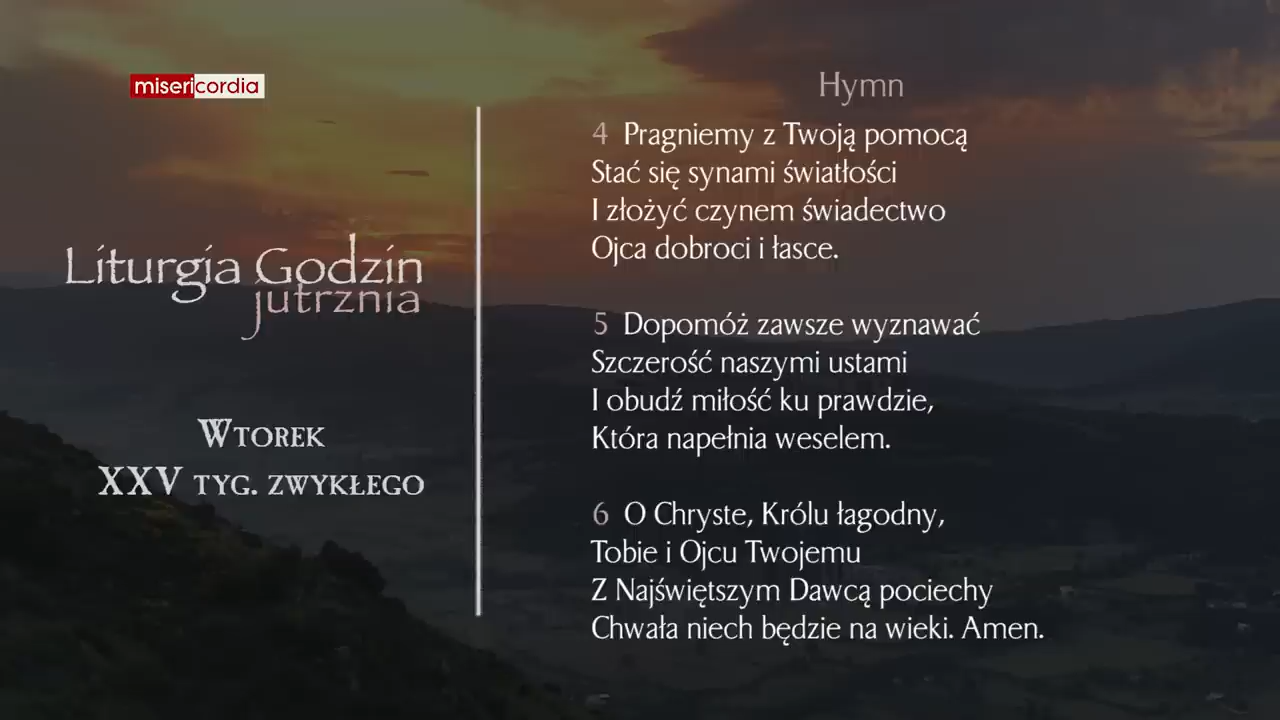 misericordia
Liturgia Godzin
jutrznia
Wtorek
XXV tyg. zwykłego
Hymn
4 Pragniemy z Twoją pomocą
Stać się synami światłości
I złożyć czynem świadectwo
Ojca dobroci i łasce.
5 Dopomóż zawsze wyznawać
Szczerość naszymi ustami
I obudź miłość ku prawdzie,
Która napełnia weselem.
6 O Chryste, Królu łagodny,
Tobie i Ojcu Twojemu
Z Najświętszym Dawcą pociechy
Chwała niech będzie na wieki. Amen.